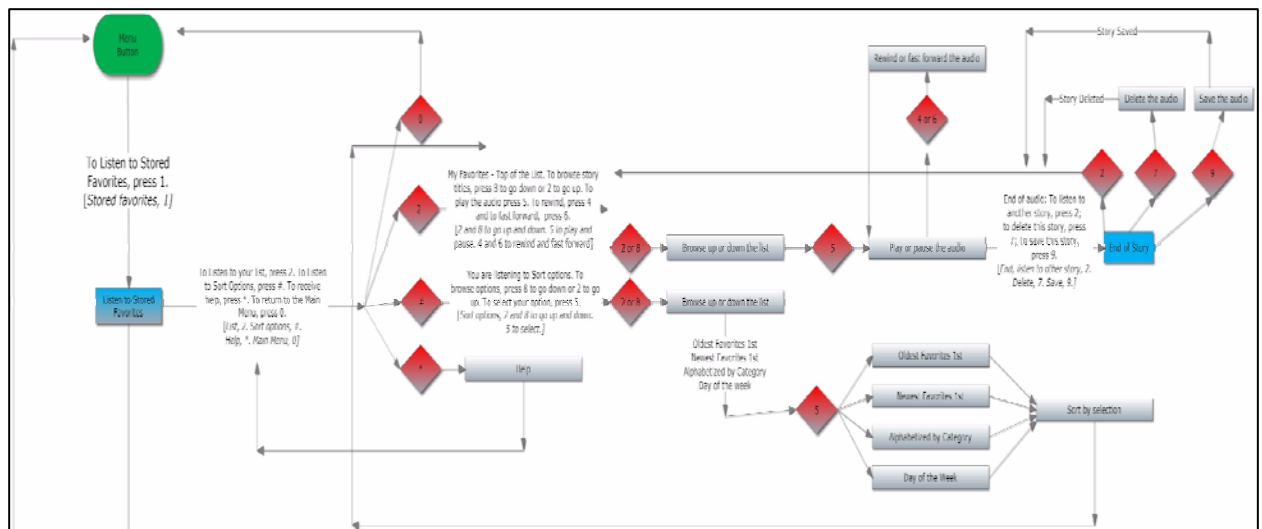 Menu
Button
To Listen to Stored
Favorites, press 1.
[Stored favorites, 1]
Listen to Stored
Favorites
To Listen to your list, press 2. To Listen
to Sort Options, press #. To receive
help, press *. To return to the Main
Menu, press 0.
[List, 2. Sort options, #.
Help, *. Main Menu, 0]
0
2
#
*
My Favorites - Top of the List. To browse story
titles, press 3 to go down or 2 to go up. To
play the audio press 5. To rewind, press 4
and to fast forward, press 6.
[2 and 8 to go up and down. 5 to play and
pause. 4 and 6 to rewind and fast forward]
You are listening to Sort options. To
browse options, press 8 to go down or 2 to go
up. To select your option, press 5.
[Sort options, 2 and 8 to go up and down.
5 to select.]
Help
2 or 8
Browse up or down the list
5
Play or pause the audio
4 or 6
Rewind or fast forward the audio
End of audio: To listen to
another story, press 2;
to delete this story, press
7; To save this story,
press 9.
[End, listen to other story, 2.
Delete, 7. Save, 9.]
End of Story
2
7
9
Delete the audio
Save the audio
Story Deleted
Story Saved
2 or 8
Browse up or down the list
Oldest Favorites 1st
Newest Favorites 1st
Alphabetized by Category
Day of the week
5
Oldest Favorites 1st
Newest Favorites 1st
Alphabetized by Category
Day of the Week
Sort by selection